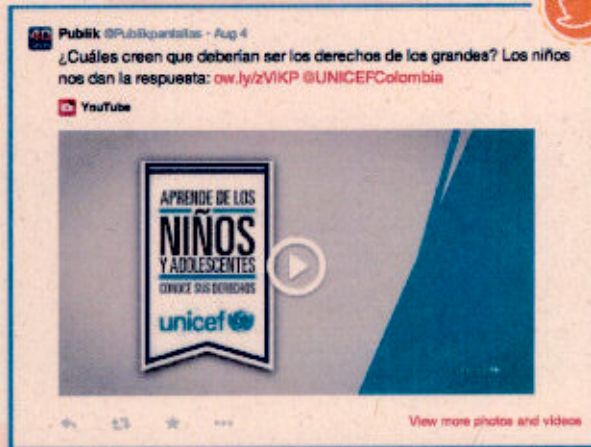 Publik @Publikpantallas · Aug 4
¿Cuáles creen que deberían ser los derechos de los grandes? Los niños
nos dan la respuesta: ow.ly/zVlKP @UNICEFColombia
YouTube
APRENDE DE LOS
NIÑOS
Y ADOLESCENTES
CONOCE SUS DERECHOS
unicef
View more photos and videos